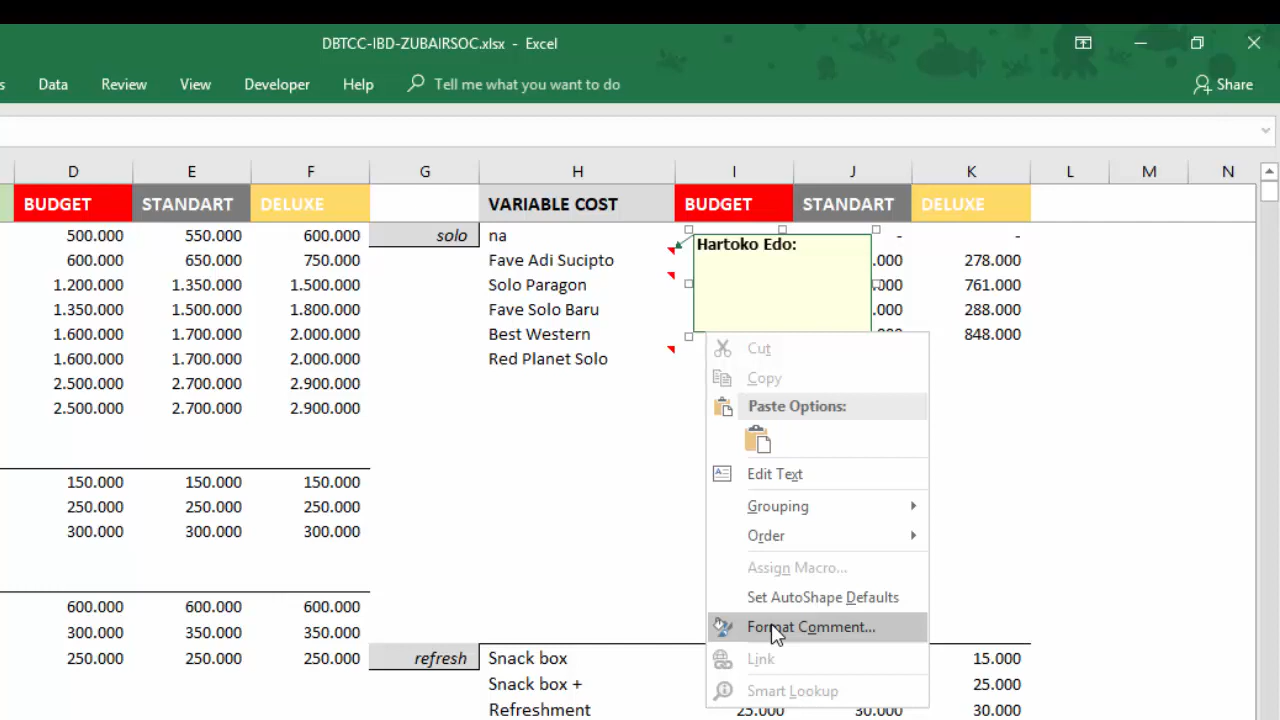 DBTCC-IBD-ZUBAIRSOC.xlsx - Excel
s Data Review View Developer Help Tell me what you want to do Share
D E F G H I J K L M N
BUDGET STANDART DELUXE VARIABLE COST BUDGET STANDART DELUXE
500.000 550.000 600.000 solo na - -
Hartoko Edo:
600.000 650.000 750.000 Fave Adi Sucipto .000 278.000
1.200.000 1.350.000 1.500.000 Solo Paragon .000 761.000
1.350.000 1.500.000 1.800.000 Fave Solo Baru .000 288.000
1.600.000 1.700.000 2.000.000 Best Western 848.000
1.600.000 1.700.000 2.000.000 Red Planet Solo
2.500.000 2.700.000 2.900.000
2.500.000 2.700.000 2.900.000
150.000 150.000 150.000
250.000 250.000 250.000
300.000 300.000 300.000
600.000 600.000 600.000
300.000 350.000 350.000
250.000 250.000 250.000 refresh Snack box 15.000
Snack box + 25.000
Refreshment 25.000 30.000 30.000
Cut
Copy
Paste Options:
Edit Text
Grouping
Order
Assign Macro...
Set AutoShape Defaults
Format Comment...
Link
Smart Lookup